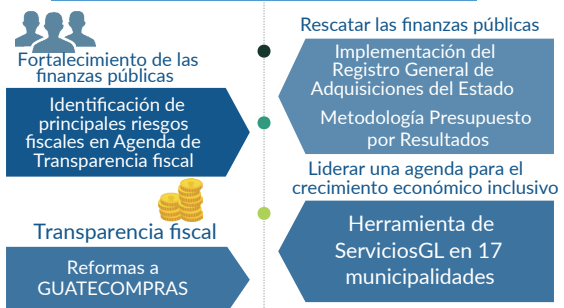 Fortalecimiento de las
finanzas públicas
Identificación de
principales riesgos
fiscales en Agenda de
Transparencia fiscal
Rescatar las finanzas públicas
Implementación del
Registro General de
Adquisiciones del Estado
Metodología Presupuesto
por Resultados
Transparencia fiscal
Reformas a
GUATECOMPRAS
Liderar una agenda para el
crecimiento económico inclusivo
Herramienta de
ServiciosGL en 17
municipalidades